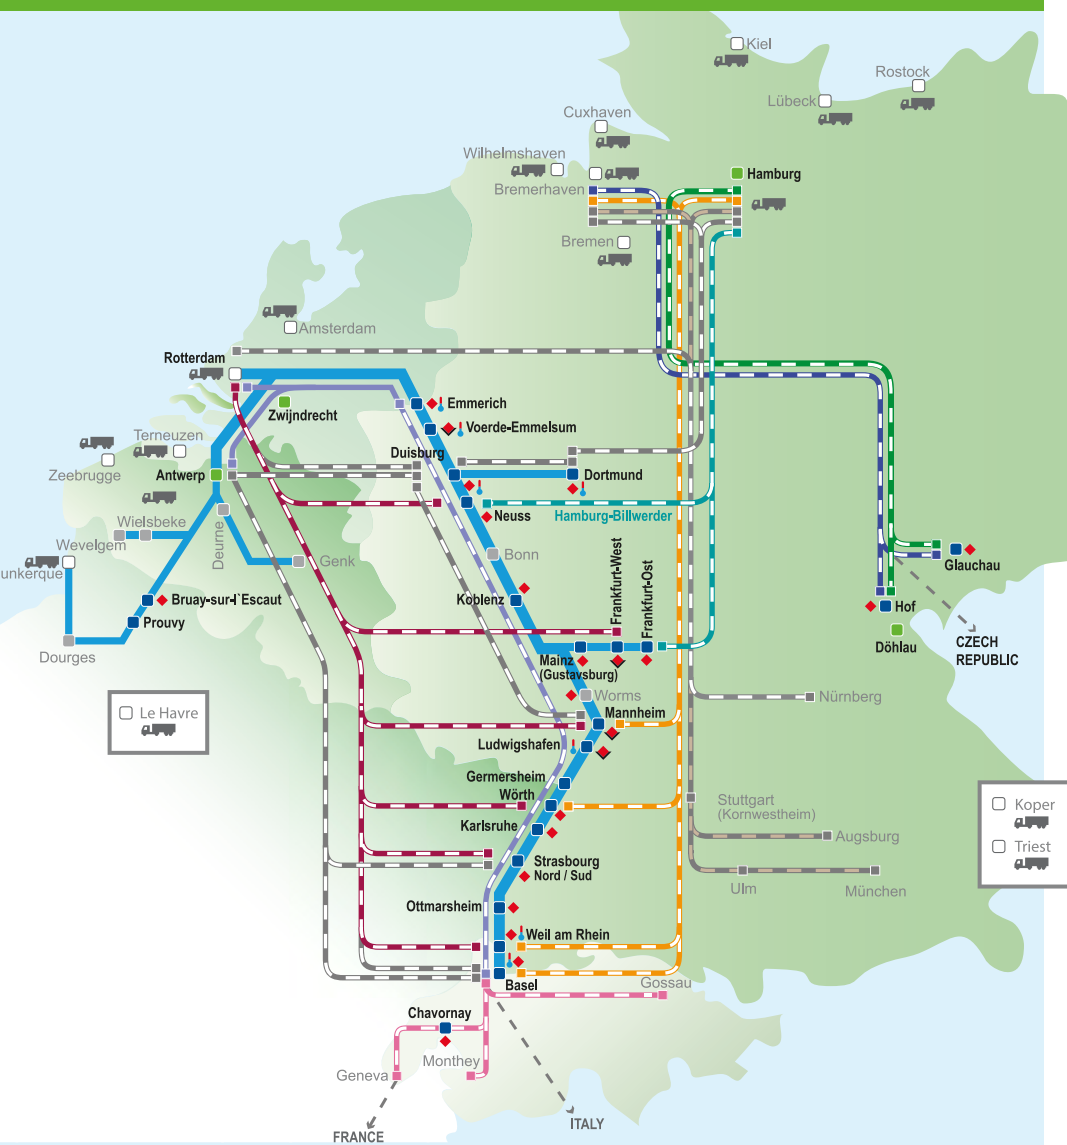 Kiel
Rostock
Lübeck
Cuxhaven
Wilhelmshaven
Bremerhaven
Hamburg
Bremen
Amsterdam
Rotterdam
Zwijndrecht
Emmerich
Voerde-Emmelsum
Terneuzen
Duisburg
Zeebrugge
Antwerp
Dortmund
Neuss
Hamburg-Billwerder
Wielsbeke
Wevelgem
Deurne
Genk
Bonn
unkerque
Glauchau
Bruay-sur-l`Escaut
Koblenz
Frankfurt-West
Frankfurt-Ost
Hof
Prouvy
Döhlau
CZECH
REPUBLIC
Dourges
Mainz
(Gustavsburg)
Worms
Nürnberg
Le Havre
Mannheim
Ludwigshafen
Germersheim
Wörth
Stuttgart
(Kornwestheim)
Koper
Karlsruhe
Augsburg
Triest
Strasbourg
Nord / Sud
Ulm
München
Ottmarsheim
Weil am Rhein
Basel
Gossau
Chavornay
Monthey
Geneva
ITALY
FRANCE